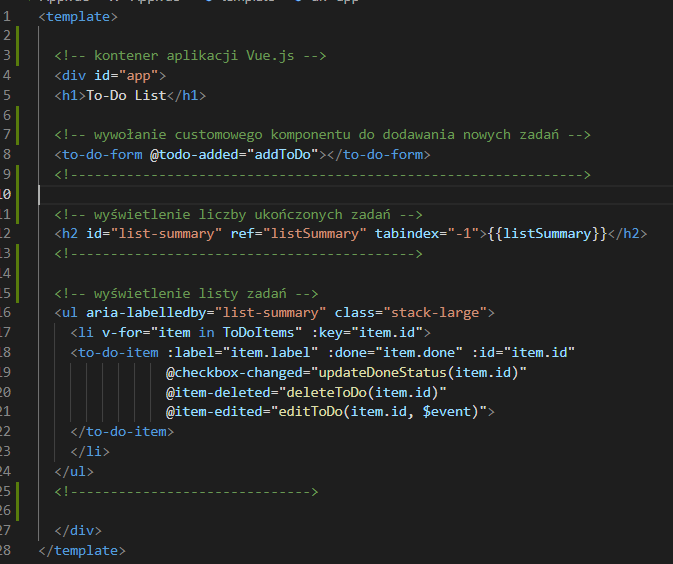 1 <template>
2
3 <!-- kontener aplikacji Vue.js -->
4 <div id="app">
5 <h1>To-Do List</h1>
6
7 <!-- wywołanie customowego komponentu do dodawania nowych zadań -->
8 <to-do-form @todo-added="addToDo"></to-do-form>
9 <!---------------------------------------------------------------->
10
11 <!-- wyświetlenie liczby ukończonych zadań -->
12 <h2 id="list-summary" ref="listSummary" tabindex="-1">{{listSummary}}</h2>
13 <!------------------------------------------->
14
15 <!-- wyświetlenie listy zadań -->
16 <ul aria-labelledby="list-summary" class="stack-large">
17 <li v-for="item in ToDoItems" :key="item.id">
18 <to-do-item :label="item.label" :done="item.done" :id="item.id"
19 @checkbox-changed="updateDoneStatus(item.id)"
20 @item-deleted="deleteToDo(item.id)"
21 @item-edited="editToDo(item.id, $event)">
22 </to-do-item>
23 </li>
24 </ul>
25 <!------------------------------>
26
27 </div>
28 </template>